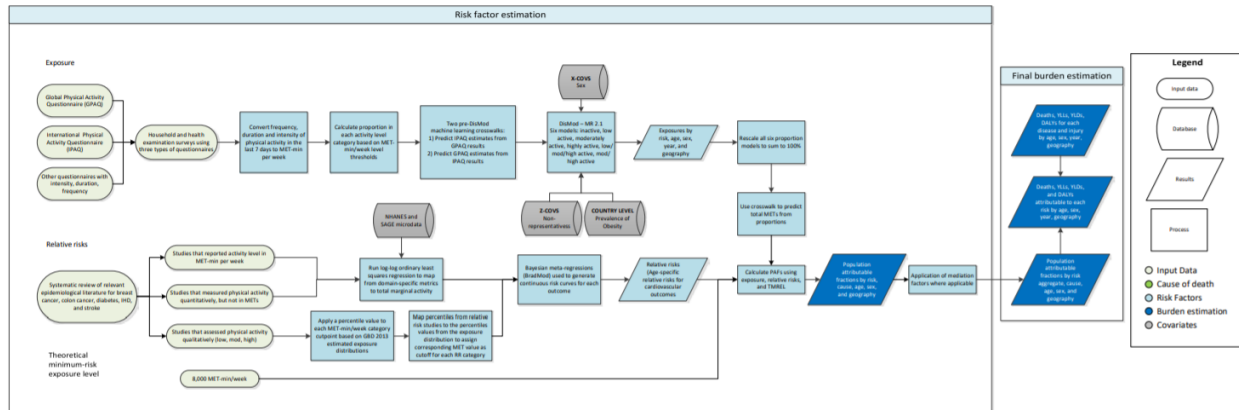 Risk factor estimation
Exposure
Global Physical Activity
Questionnaire (GPAQ)
International Physical
Activity Questionnaire
(IPAQ)
Other questionnaires with
intensity, duration,
frequency
Household and health
examination surveys using
three types of questionnaires
Convert frequency,
duration and intensity of
physical activity in the
last 7 days to MET-min
per week
Calculate proportion in
each activity level
category based on MET-
min/week level
thresholds
Two pre-DisMod
machine learning crosswalks:
1) Predict IPAQ estimates
from GPAQ results
2) Predict GPAQ estimates
from IPAQ results
X-COVS
Sex
DisMod – MR 2.1
Six models: inactive, low
active, moderately
active, highly active, low/
mod/high active, mod/
high active
Z-COVS
Non-
representativeness
COUNTRY LEVEL
Prevalence of
Obesity
Exposures by
risk, age, sex,
year, and
geography
Rescale all six proportion
models to sum to 100%
Use crosswalk to predict
total METs from
proportions
Relative risks
Systematic review of relevant
epidemiological literature for breast
cancer, colon cancer, diabetes, IHD,
and stroke
Studies that reported activity level in
MET-min per week
Studies that measured physical activity
quantitatively, but not in METs
Studies that assessed physical activity
qualitatively (low, mod, high)
NHANES and
SAGE microdata
Run log-log ordinary least
squares regression to map
from domain-specific metrics
to total marginal activity
Apply a percentile value to
each MET-min/week category
cutpoint based on GBD 2013
estimated exposure
distributions
Map percentiles from relative
risk studies to the percentiles
values from the exposure
distribution to assign
corresponding MET value as
cutoff for each RR category
Bayesian meta-regressions
(BradMod) used to generate
continuous risk curves for each
outcome
Relative risks
(Age-specific
relative risks for
cardiovascular
outcomes
Calculate PAFs using
exposure, relative risks,
and TMREL
Population
attributable
fractions by risk,
cause, age, sex,
and geography
Application of mediation
factors where applicable
Theoretical
minimum-risk
exposure level
8,000 MET-min/week
Final burden estimation
Deaths, YLLs, YLDs,
DALYs for each
disease and injury by
age, sex, year,
geography
Deaths, YLLs, YLDs,
and DALYs
attributable to each
risk by age, sex,
year, geography
Population
attributable
fractions by risk
aggregate, cause,
age, sex, and
geography
Legend
Input data
Database
Results
Process
Input Data
Cause of death
Risk Factors
Burden estimation
Covariates